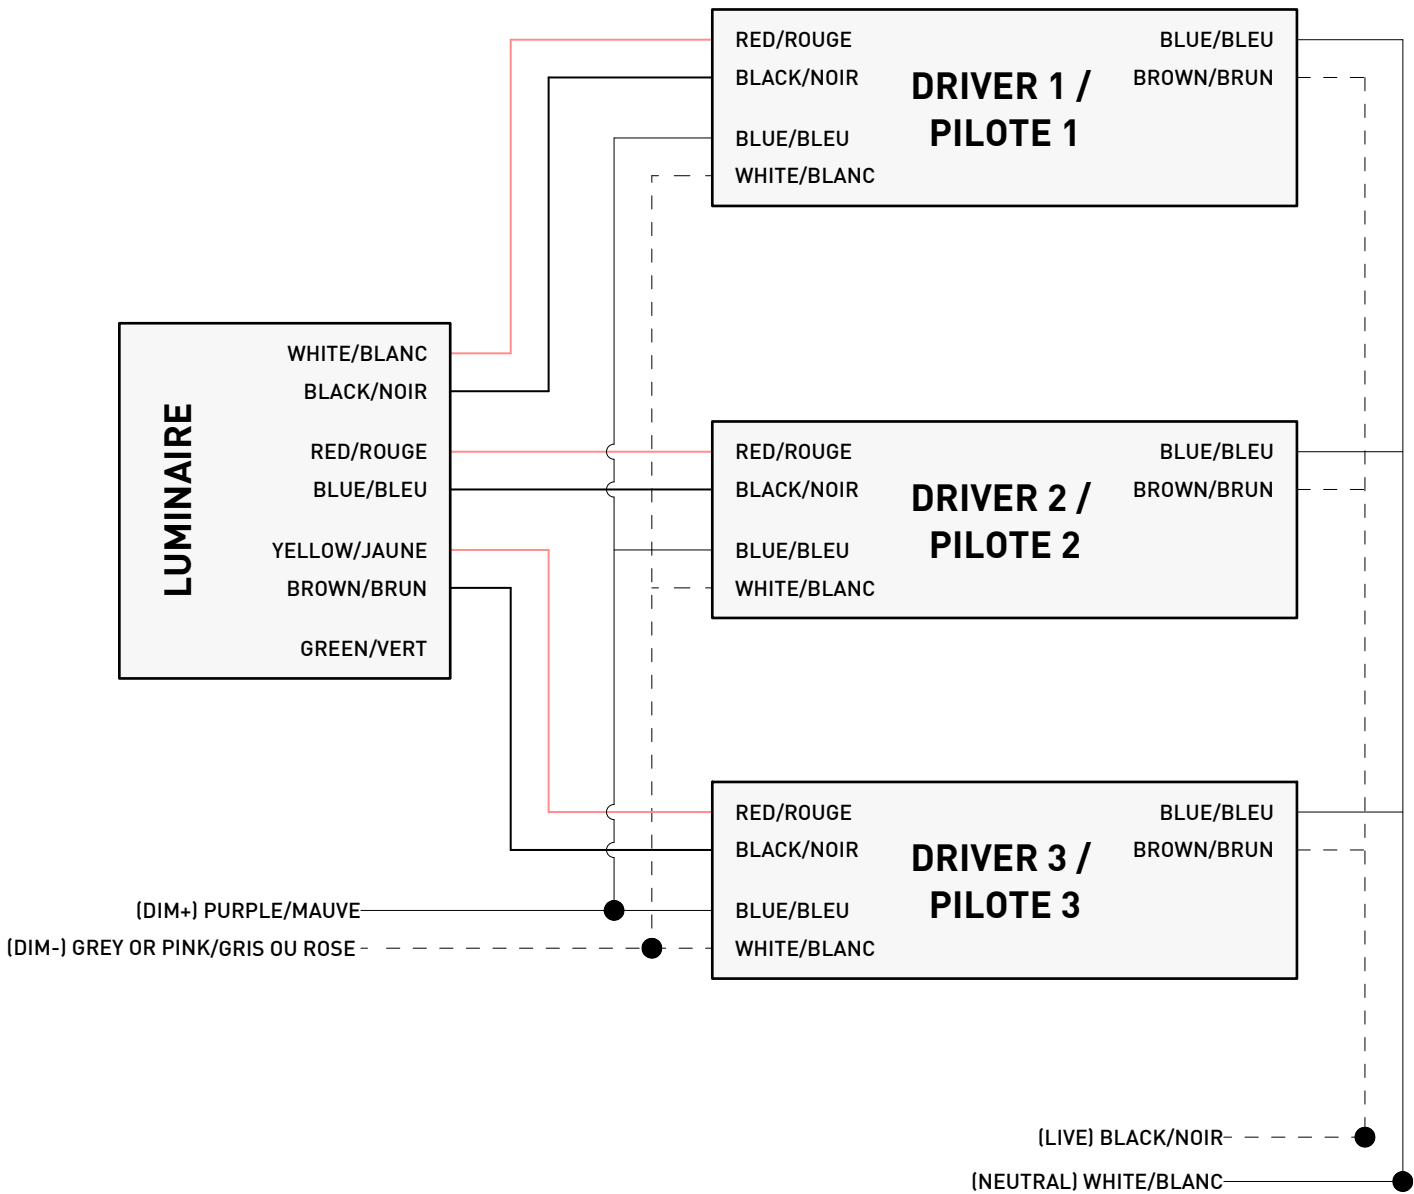 RED/ROUGE
BLUE/BLEU
BLACK/NOIR
DRIVER 1 /
PILOTE 1
BROWN/BRUN
BLUE/BLEU
WHITE/BLANC
LUMINAIRE
WHITE/BLANC
BLACK/NOIR
RED/ROUGE
BLUE/BLEU
YELLOW/JAUNE
BROWN/BRUN
GREEN/VERT
RED/ROUGE
BLUE/BLEU
BLACK/NOIR
DRIVER 2 /
PILOTE 2
BROWN/BRUN
BLUE/BLEU
WHITE/BLANC
RED/ROUGE
BLUE/BLEU
BLACK/NOIR
DRIVER 3 /
PILOTE 3
BROWN/BRUN
BLUE/BLEU
WHITE/BLANC
(DIM+) PURPLE/MAUVE
(DIM-) GREY OR PINK/GRIS OU ROSE
(LIVE) BLACK/NOIR
(NEUTRAL) WHITE/BLANC